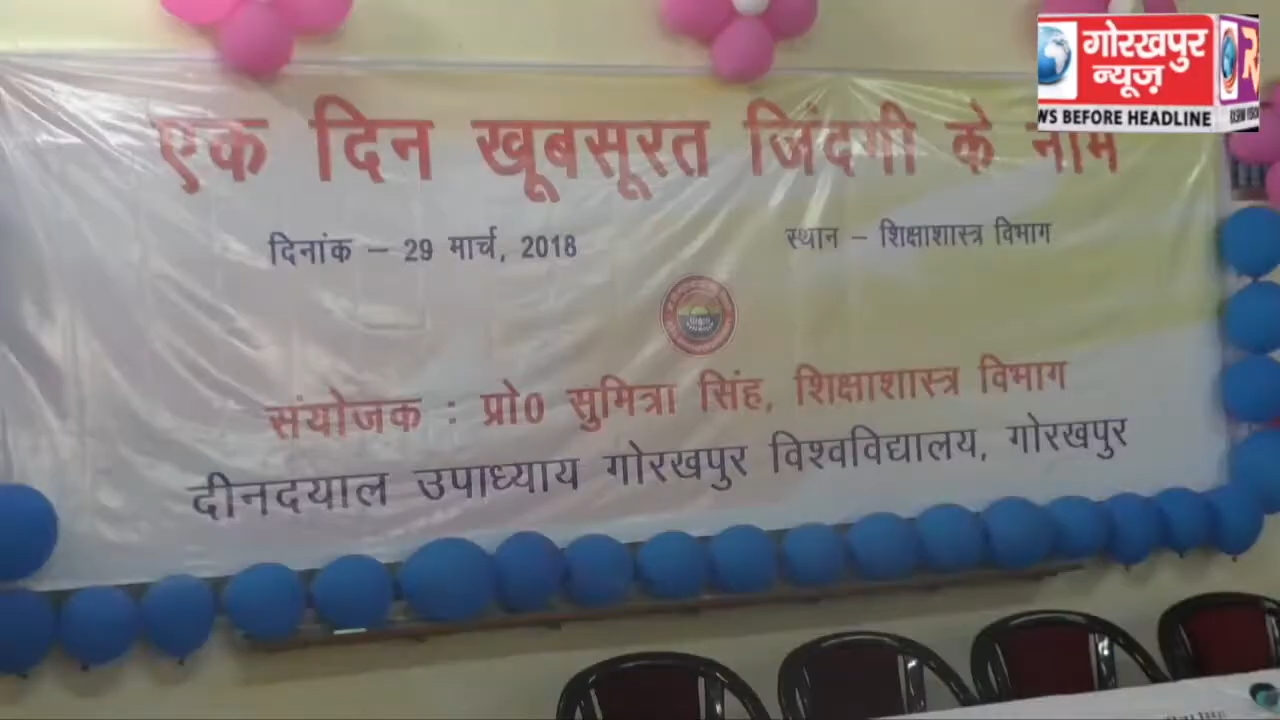 गोरखपुर
न्यूज़
WS BEFORE HEADLINE
एक दिन खूबसूरत जिंदगी के नाम
दिनांक – 29 मार्च, 2018
स्थान – शिक्षाशास्त्र विभाग
संयोजक : प्रो0 सुमित्रा सिंह, शिक्षाशास्त्र विभाग
दीनदयाल उपाध्याय गोरखपुर विश्वविद्यालय, गोरखपुर